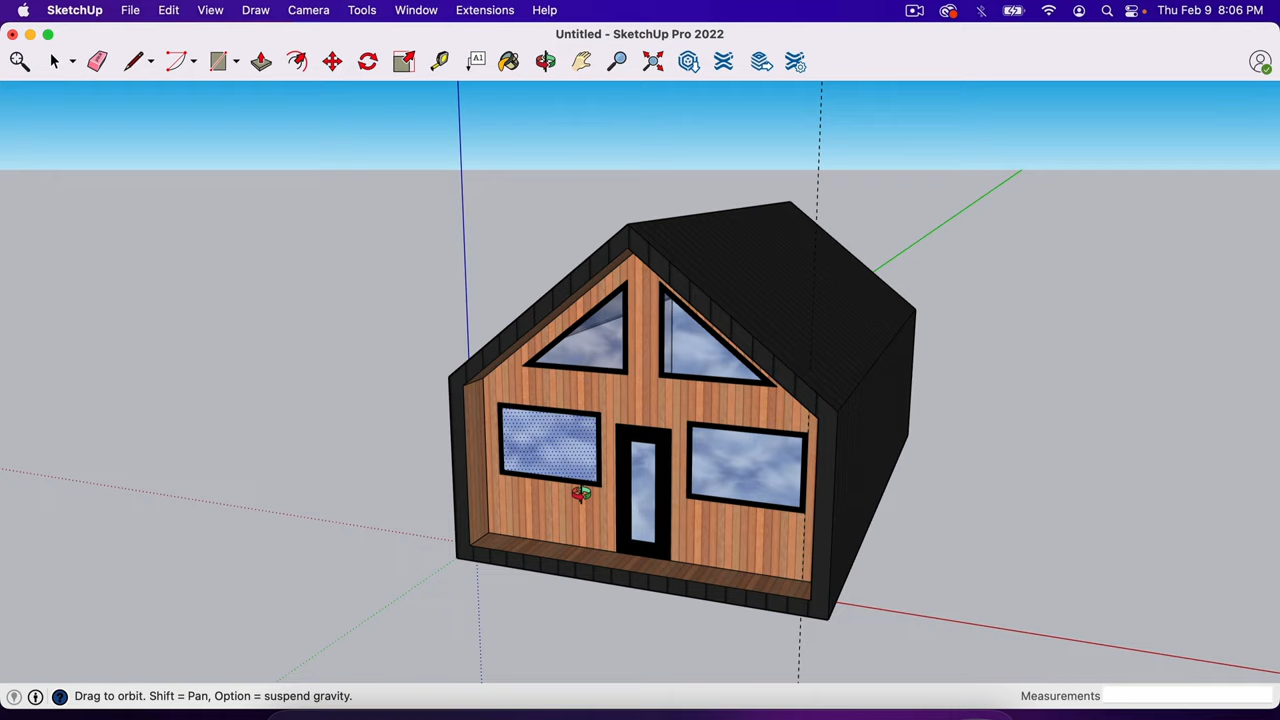 SketchUp File Edit View Draw Camera Tools Window Extensions Help Thu Feb 9 8:06 PM
Untitled - SketchUp Pro 2022
A1
Drag to orbit. Shift = Pan, Option = suspend gravity. Measurements